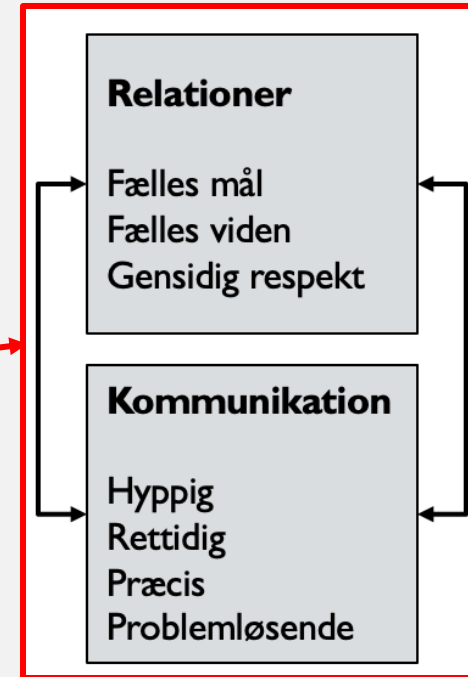 Relationer
Fælles mål
Fælles viden
Gensidig respekt
Kommunikation
Hyppig
Rettidig
Præcis
Problemløsende